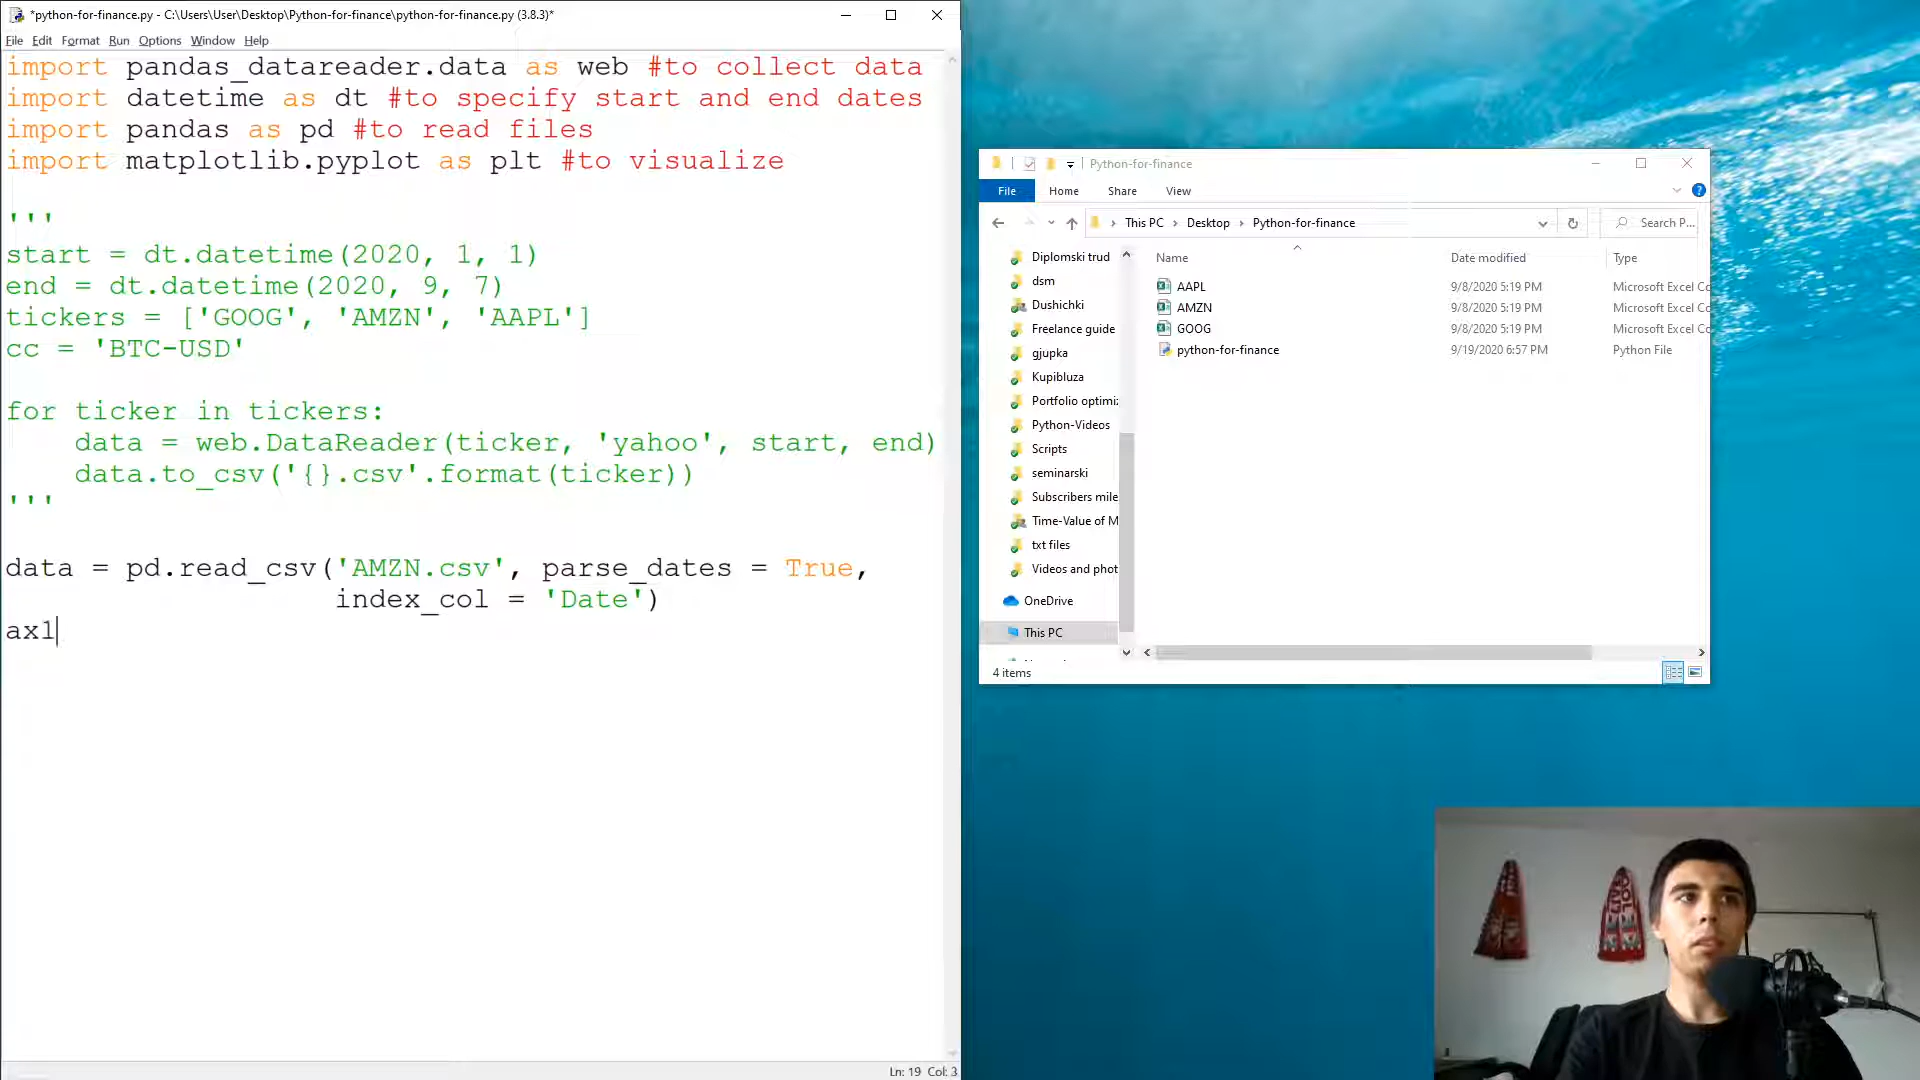 *python-for-finance.py - C:\Users\User\Desktop\Python-for-finance\python-for-finance.py (3.8.3)*
File Edit Format Run Options Window Help
import pandas_datareader.data as web #to collect data
import datetime as dt #to specify start and end dates
import pandas as pd #to read files
import matplotlib.pyplot as plt #to visualize
'''
start = dt.datetime(2020, 1, 1)
end = dt.datetime(2020, 9, 7)
tickers = ['GOOG', 'AMZN', 'AAPL']
cc = 'BTC-USD'
for ticker in tickers:
    data = web.DataReader(ticker, 'yahoo', start, end)
    data.to_csv('{}.csv'.format(ticker))
'''
data = pd.read_csv('AMZN.csv', parse_dates = True,
                   index_col = 'Date')
ax1
Ln: 19 Col: 3
Python-for-finance
File Home Share View
This PC > Desktop > Python-for-finance
Search P...
Diplomski trud
dsm
Dushichki
Freelance guide
gjupka
Kupibluza
Portfolio optimiz
Python-Videos
Scripts
seminarski
Subscribers mile
Time-Value of M
txt files
Videos and phot
OneDrive
This PC
Name Date modified Type
AAPL 9/8/2020 5:19 PM Microsoft Excel Co
AMZN 9/8/2020 5:19 PM Microsoft Excel Co
GOOG 9/8/2020 5:19 PM Microsoft Excel Co
python-for-finance 9/19/2020 6:57 PM Python File
4 items